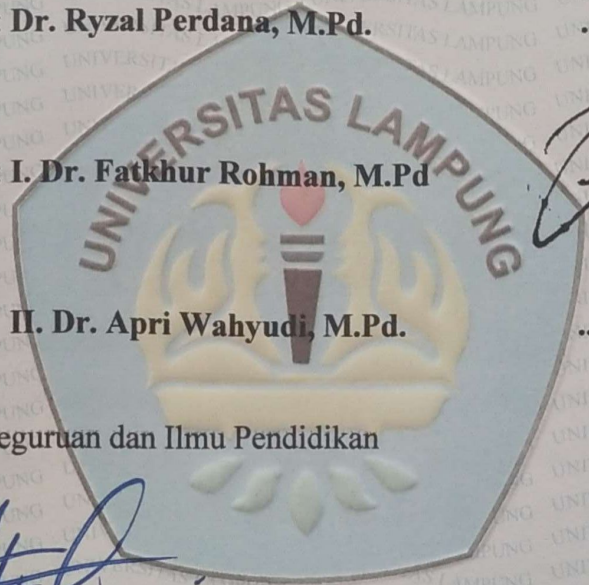 Dr. Ryzal Perdana, M.Pd.
UNIVERSITAS LAMPUNG
I. Dr. Fatkhur Rohman, M.Pd
II. Dr. Apri Wahyudi, M.Pd.
eguruan dan Ilmu Pendidikan